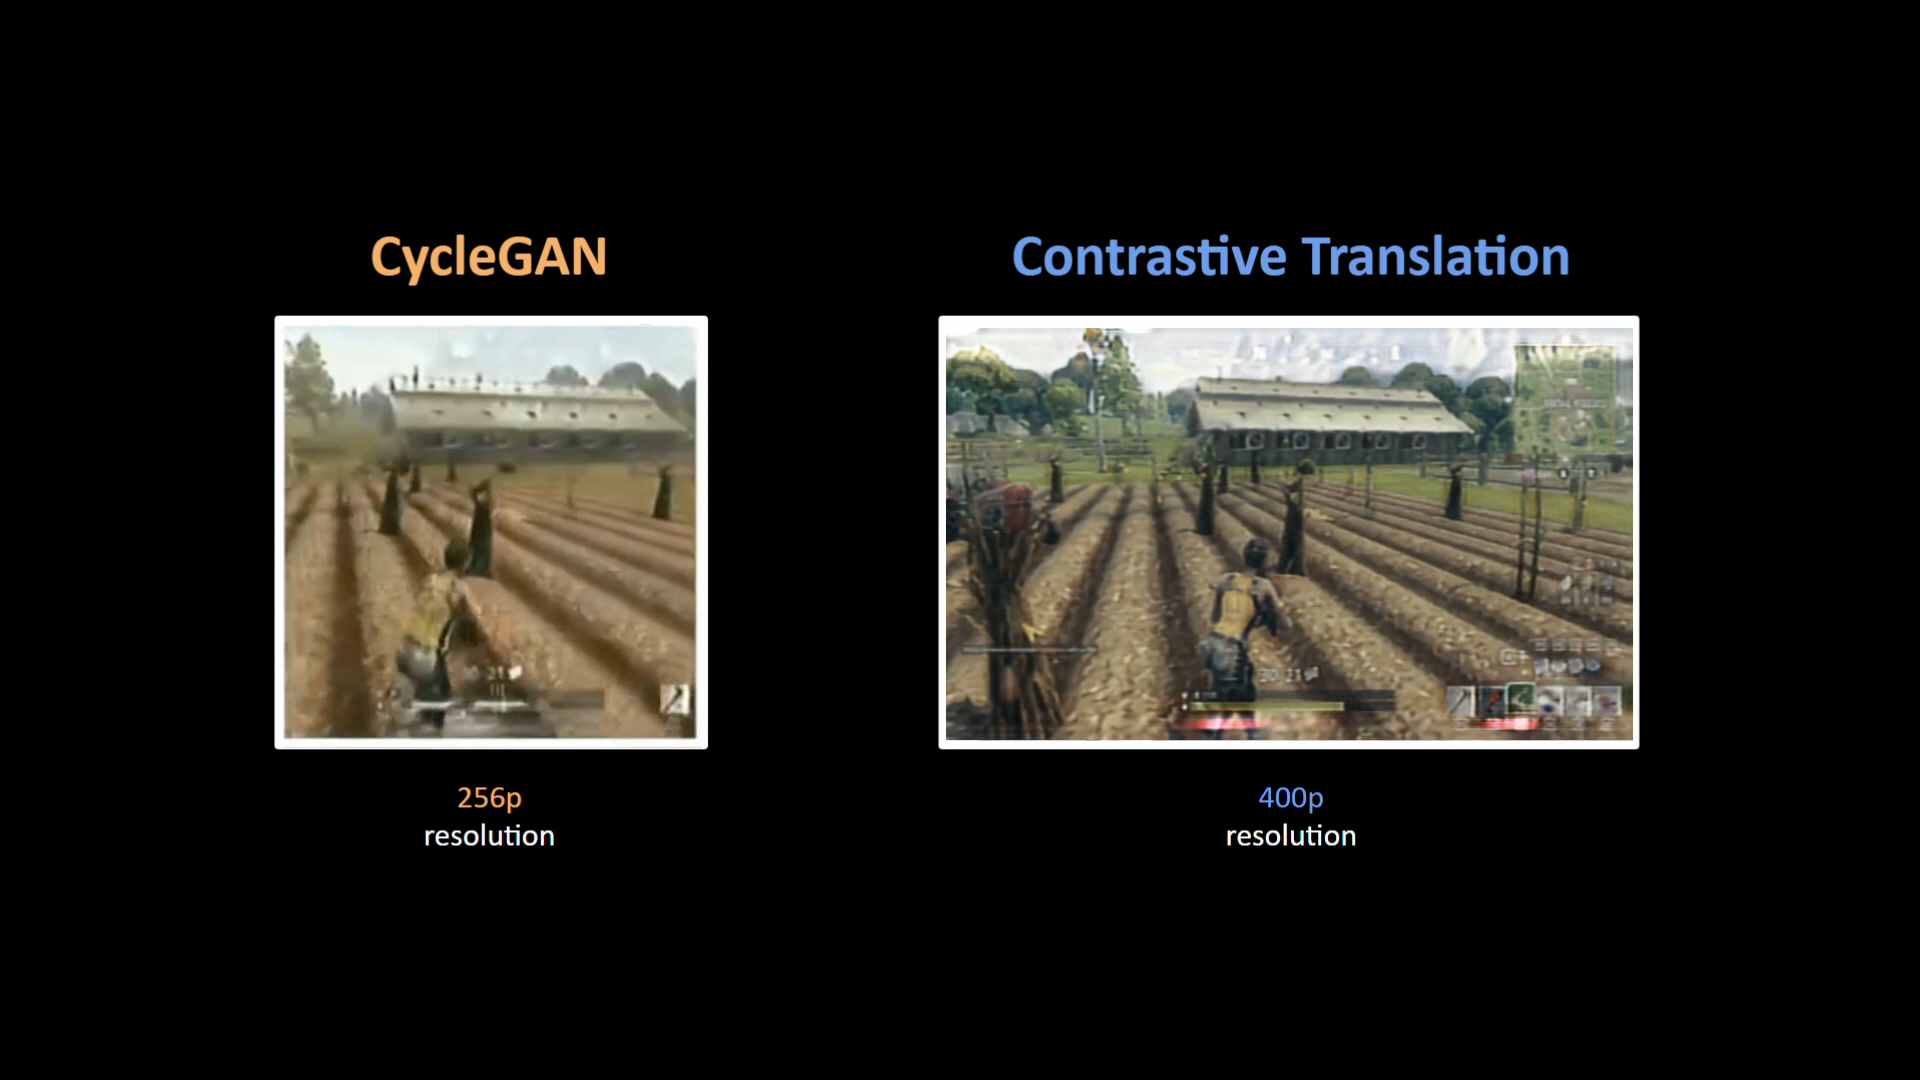 CycleGAN
Contrastive Translation
256p
resolution
400p
resolution